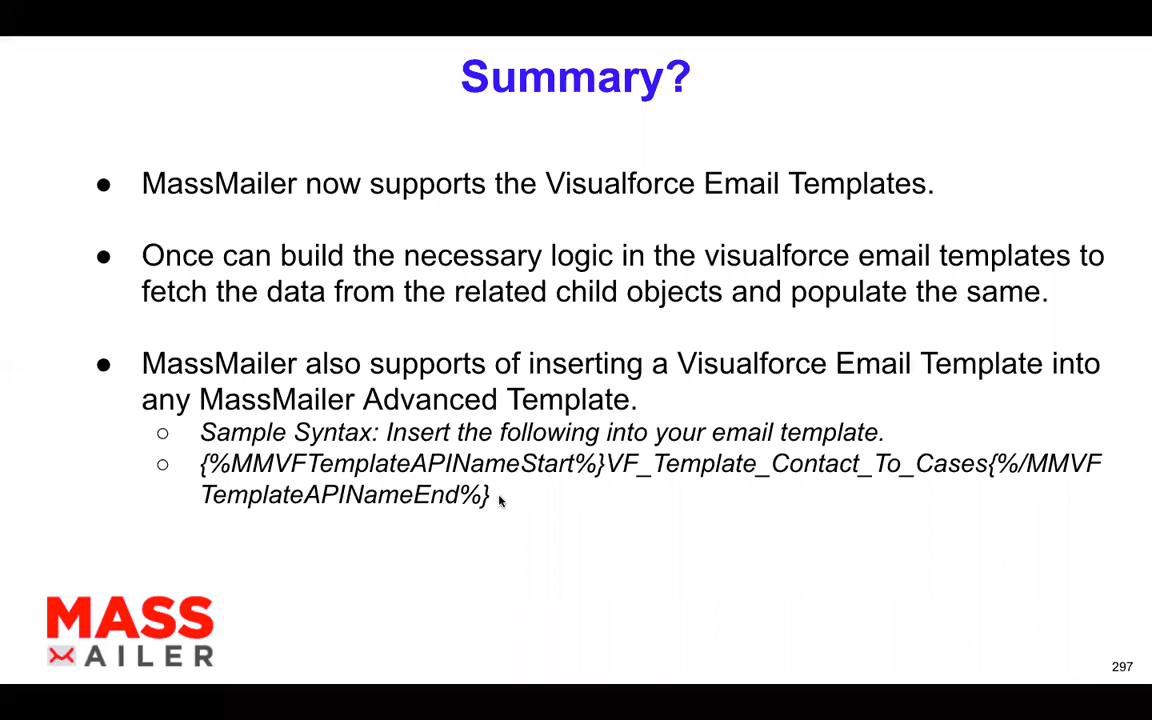 Summary?
● MassMailer now supports the Visualforce Email Templates.
● Once can build the necessary logic in the visualforce email templates to
fetch the data from the related child objects and populate the same.
● MassMailer also supports of inserting a Visualforce Email Template into
any MassMailer Advanced Template.
○ Sample Syntax: Insert the following into your email template.
○ {%MMVFTemplateAPINameStart%}VF_Template_Contact_To_Cases{%/MMVF
TemplateAPINameEnd%}
MASS
MAILER
297